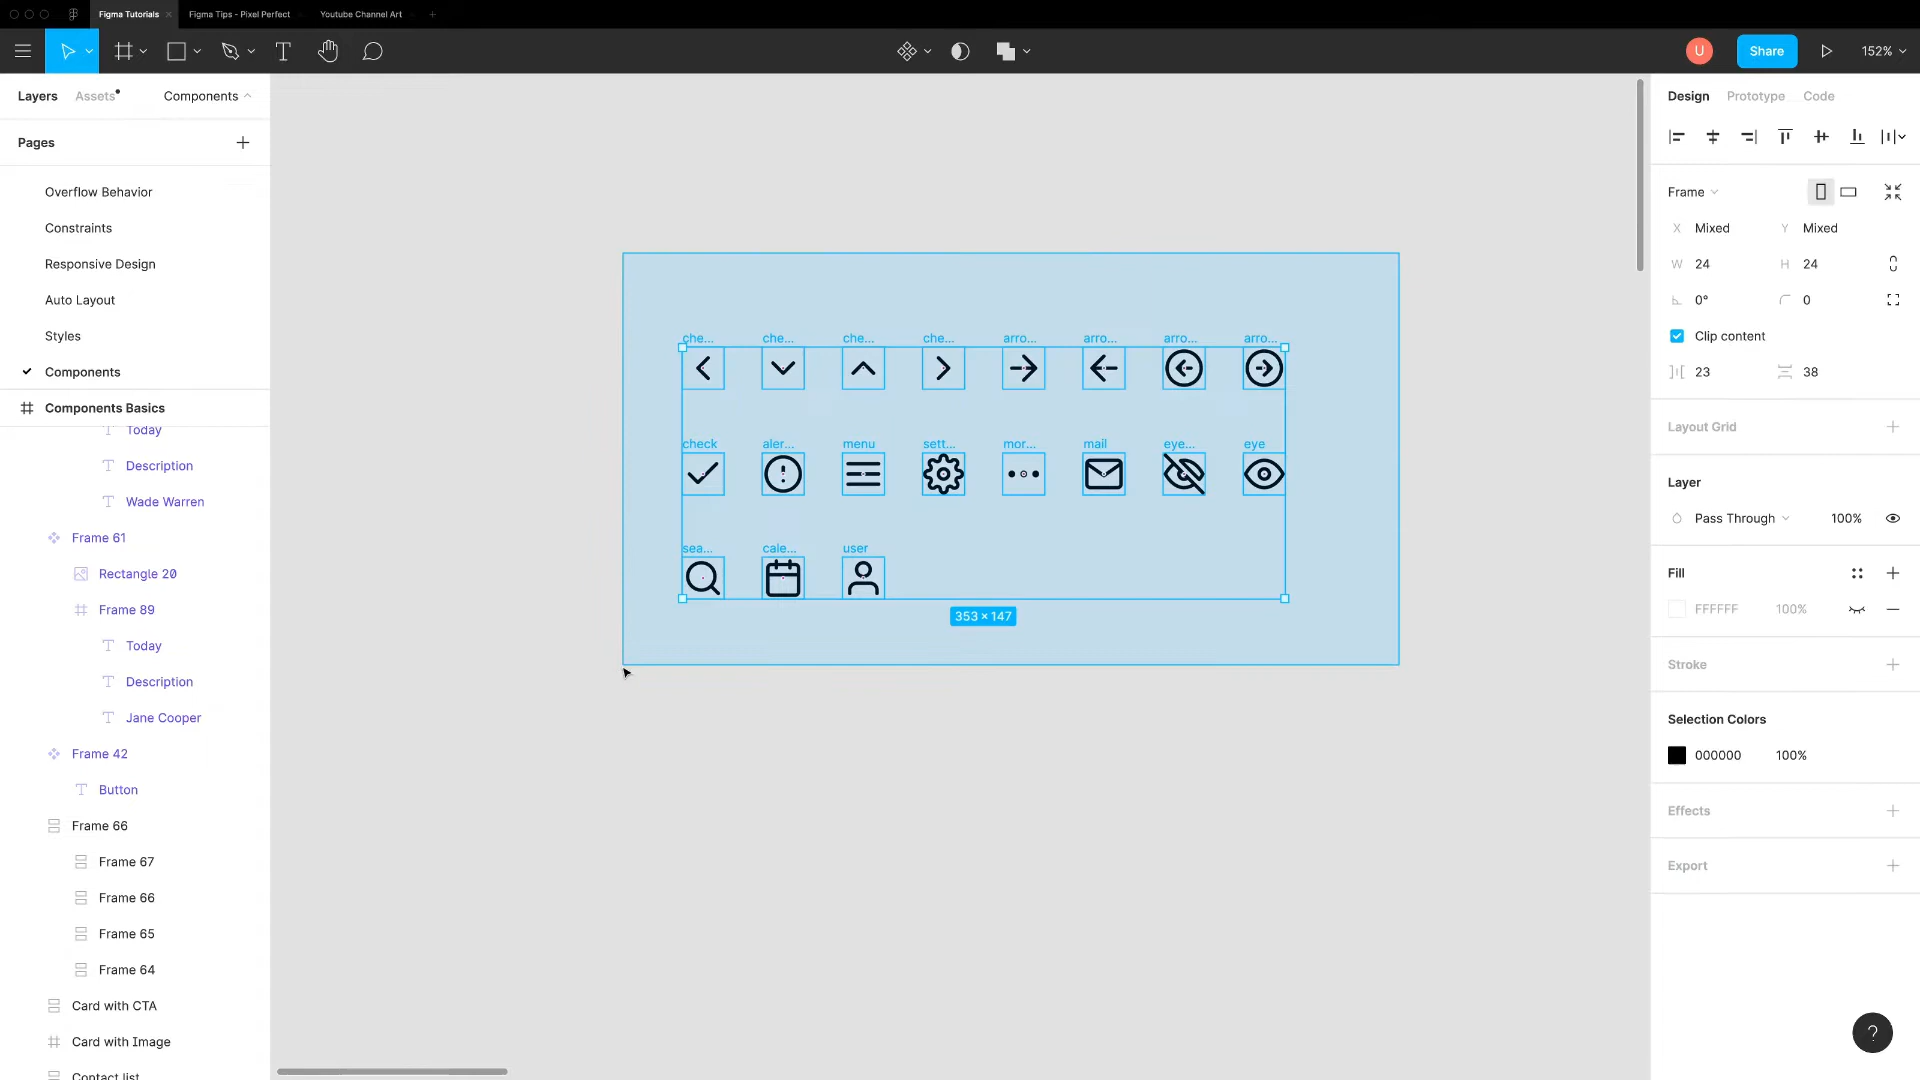 Figma Tutorials
Figma Tips - Pixel Perfect
Youtube Channel Art
U
Share
152%
Layers
Assets
Components
Pages
Overflow Behavior
Constraints
Responsive Design
Auto Layout
Styles
Components
Components Basics
Today
Description
Wade Warren
Frame 61
Rectangle 20
Frame 89
Today
Description
Jane Cooper
Frame 42
Button
Frame 66
Frame 67
Frame 66
Frame 65
Frame 64
Card with CTA
Card with Image
Contact list
che... che... che... che... arro... arro... arro... arro...
check aler... menu sett... mor... mail eye... eye
sea... cale... user
353 × 147
Design Prototype Code
Frame
X Mixed Y Mixed
W 24 H 24
0° 0
Clip content
23 38
Layout Grid
Layer
Pass Through 100%
Fill
FFFFFF 100%
Stroke
Selection Colors
000000 100%
Effects
Export
?